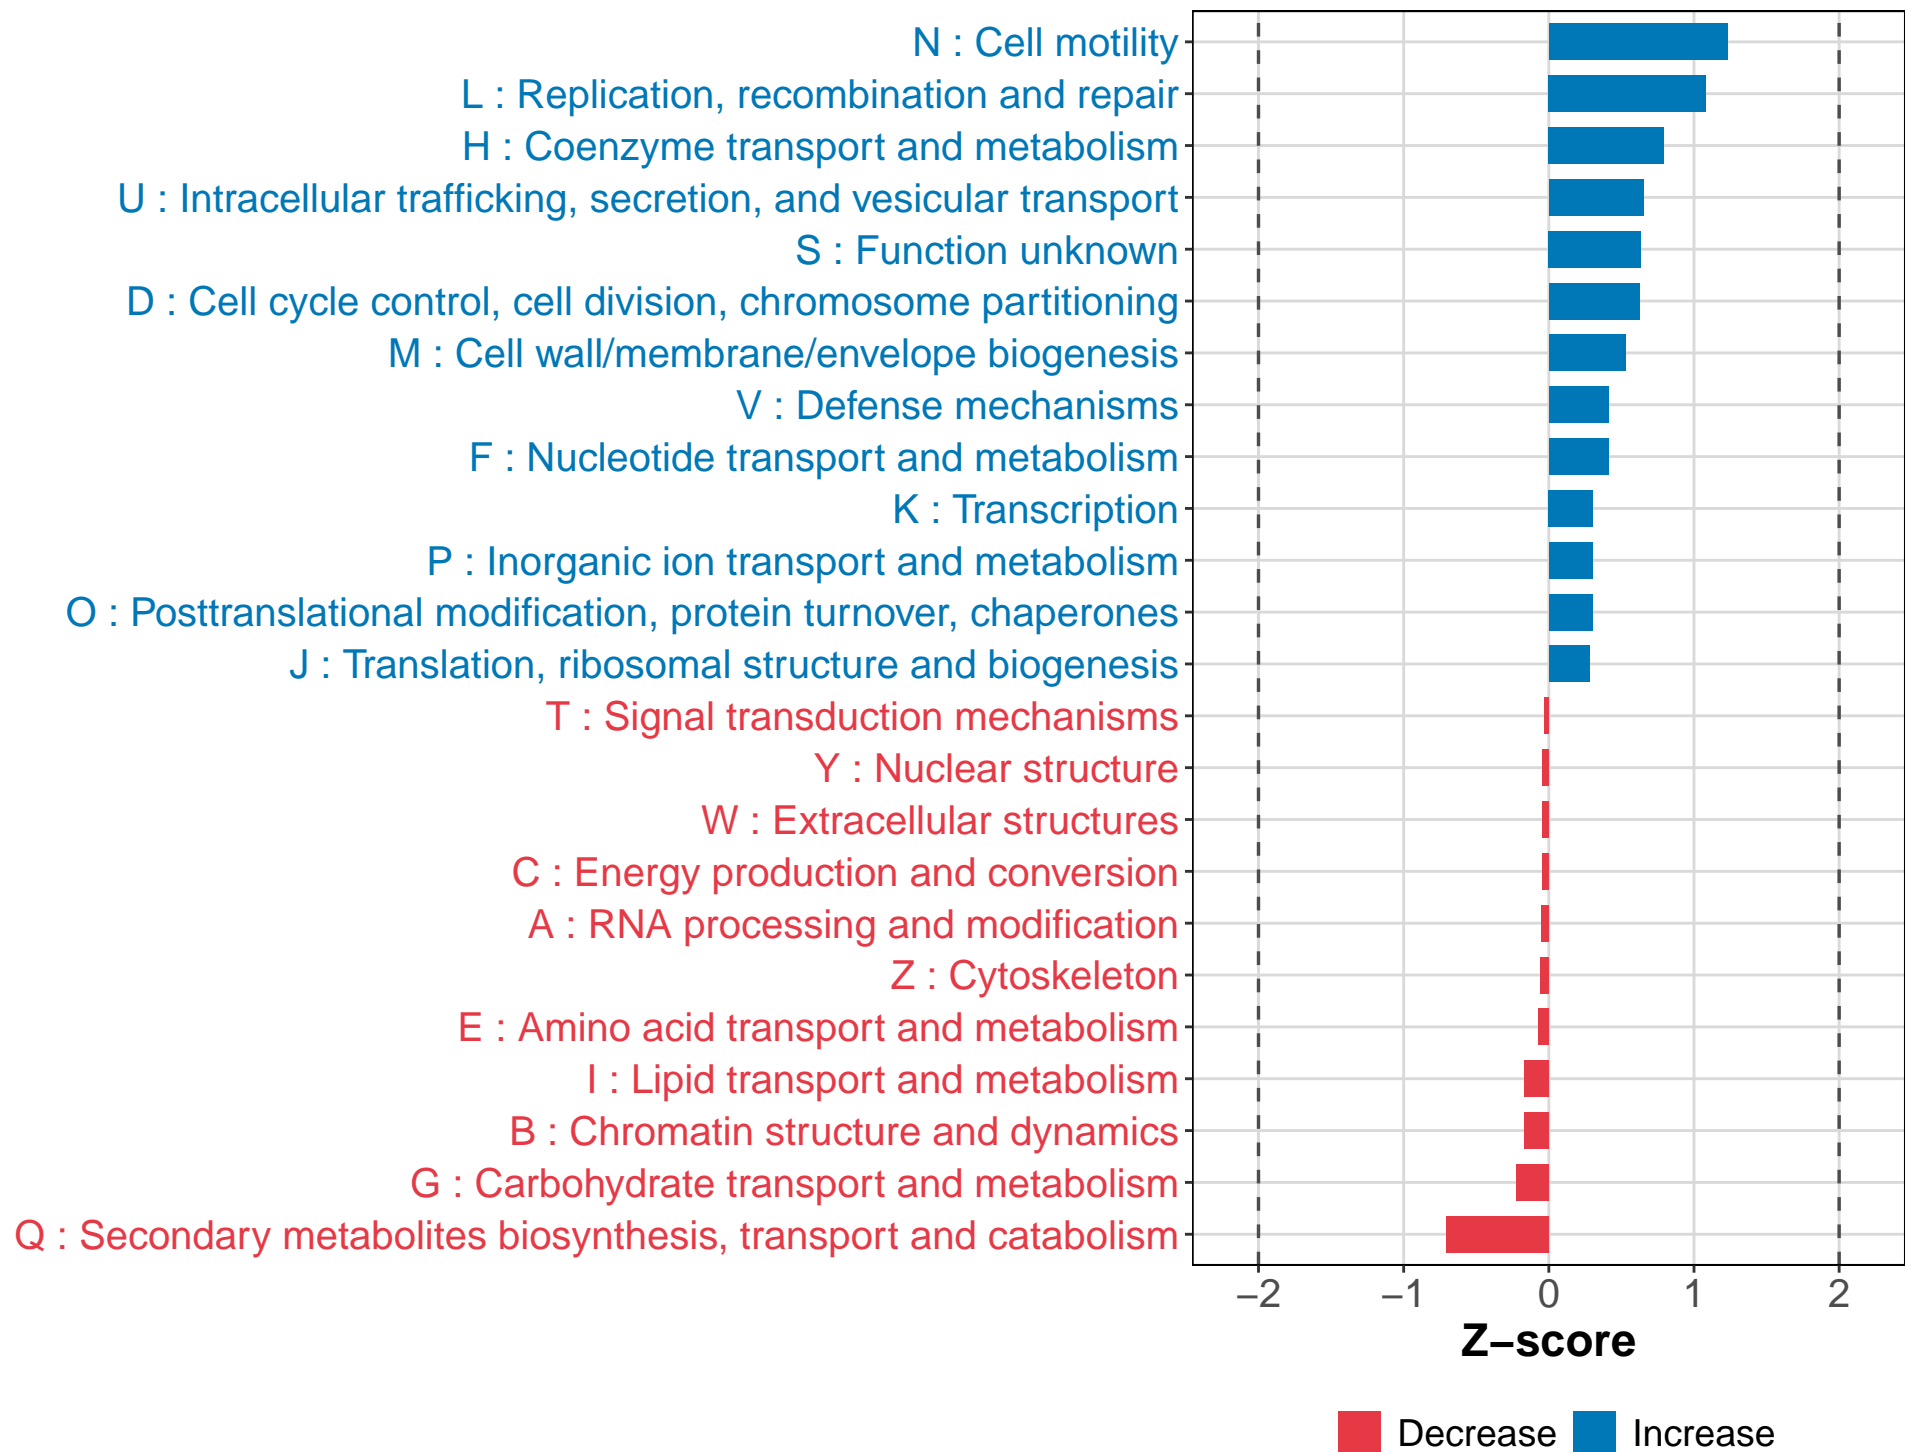 N : Cell motility
L : Replication, recombination and repair
H : Coenzyme transport and metabolism
U : Intracellular trafficking, secretion, and vesicular transport
S : Function unknown
D : Cell cycle control, cell division, chromosome partitioning
M : Cell wall/membrane/envelope biogenesis
V : Defense mechanisms
F : Nucleotide transport and metabolism
K : Transcription
P : Inorganic ion transport and metabolism
O : Posttranslational modification, protein turnover, chaperones
J : Translation, ribosomal structure and biogenesis
T : Signal transduction mechanisms
Y : Nuclear structure
W : Extracellular structures
C : Energy production and conversion
A : RNA processing and modification
Z : Cytoskeleton
E : Amino acid transport and metabolism
I : Lipid transport and metabolism
B : Chromatin structure and dynamics
G : Carbohydrate transport and metabolism
Q : Secondary metabolites biosynthesis, transport and catabolism
−2 −1 0 1 2
Z−score
Decrease Increase